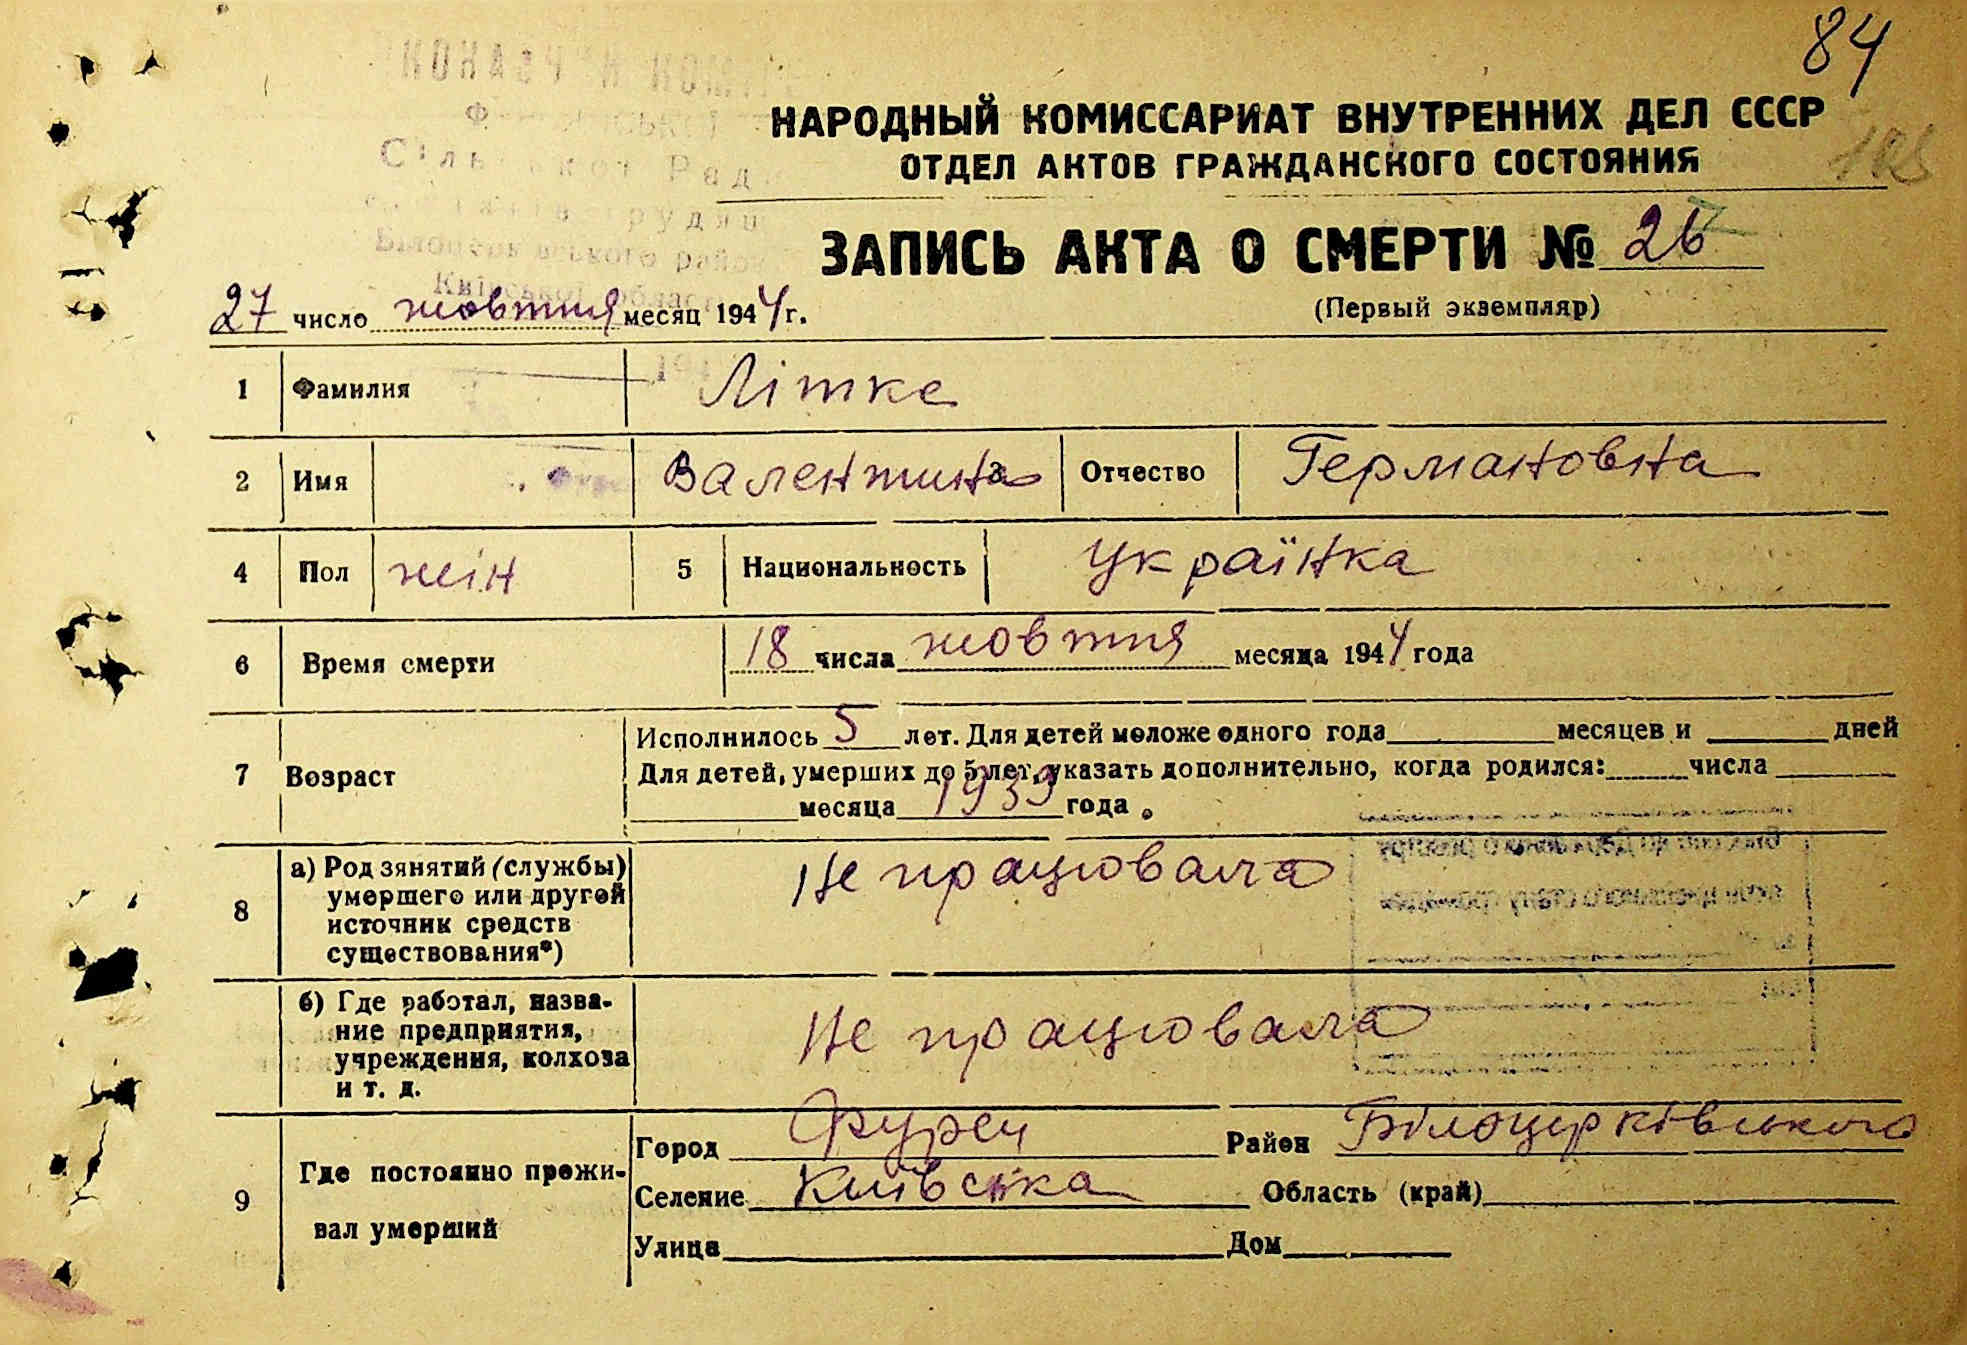 84
НАРОДНЫЙ КОМИССАРИАТ ВНУТРЕННИХ ДЕЛ СССР
ОТДЕЛ АКТОВ ГРАЖДАНСКОГО СОСТОЯНИЯ
ЗАПИСЬ АКТА О СМЕРТИ № 26
(Первый экземпляр)
27 число жовтня месяц 1944 г.
1 Фамилия Літке
2 Имя Валентина 3 Отчество Германовна
4 Пол жін 5 Национальность Українка
6 Время смерти 18 числа жовтня месяца 1944 года
7 Возраст
Исполнилось 5 лет. Для детей моложе одного года месяцев и дней
Для детей, умерших до 5 лет, указать дополнительно, когда родился: числа
месяца 1939 года
8 а) Род занятий (службы)
умершего или другой
источник средств
существования*)
Не працювала
б) Где работал, назва-
ние предприятия,
учреждения, колхоза
и т. д.
Не працювала
9 Где постоянно прожи-
вал умерший
Город Фурси Район Білоцерківського
Селение Київська Область (край)
Улица Дом